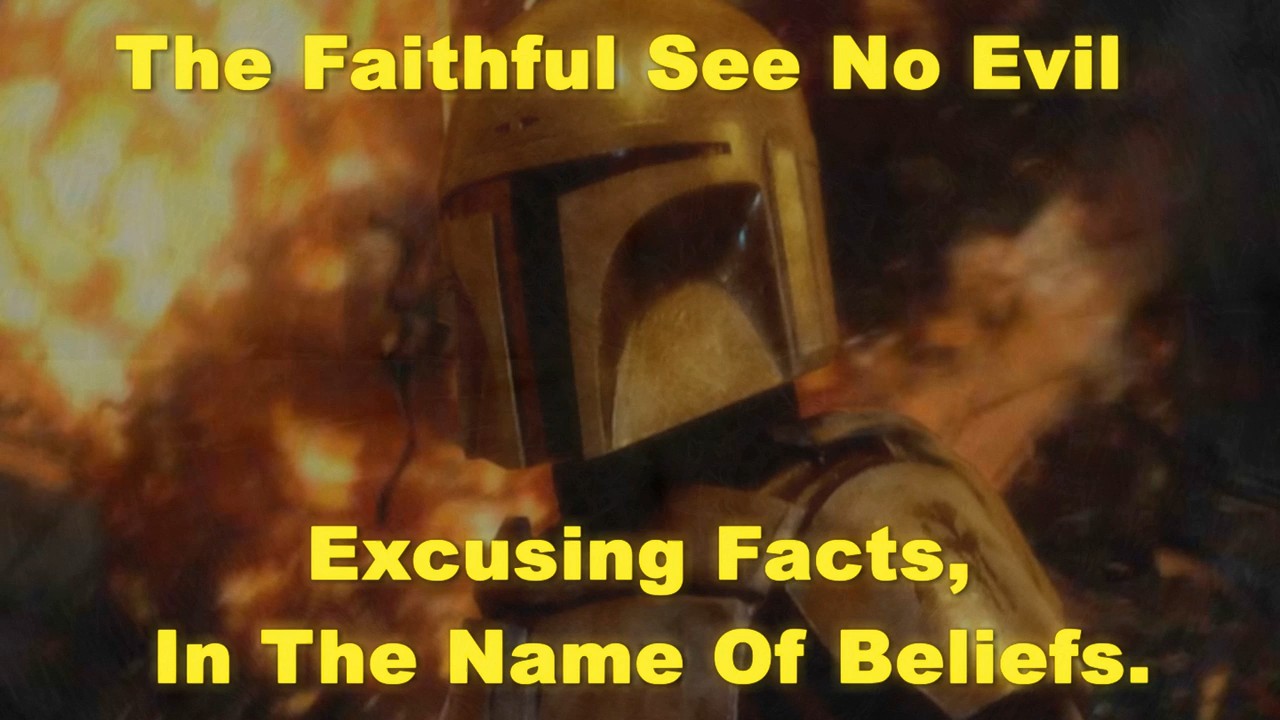 The Faithful See No Evil
Excusing Facts,
In The Name Of Beliefs.